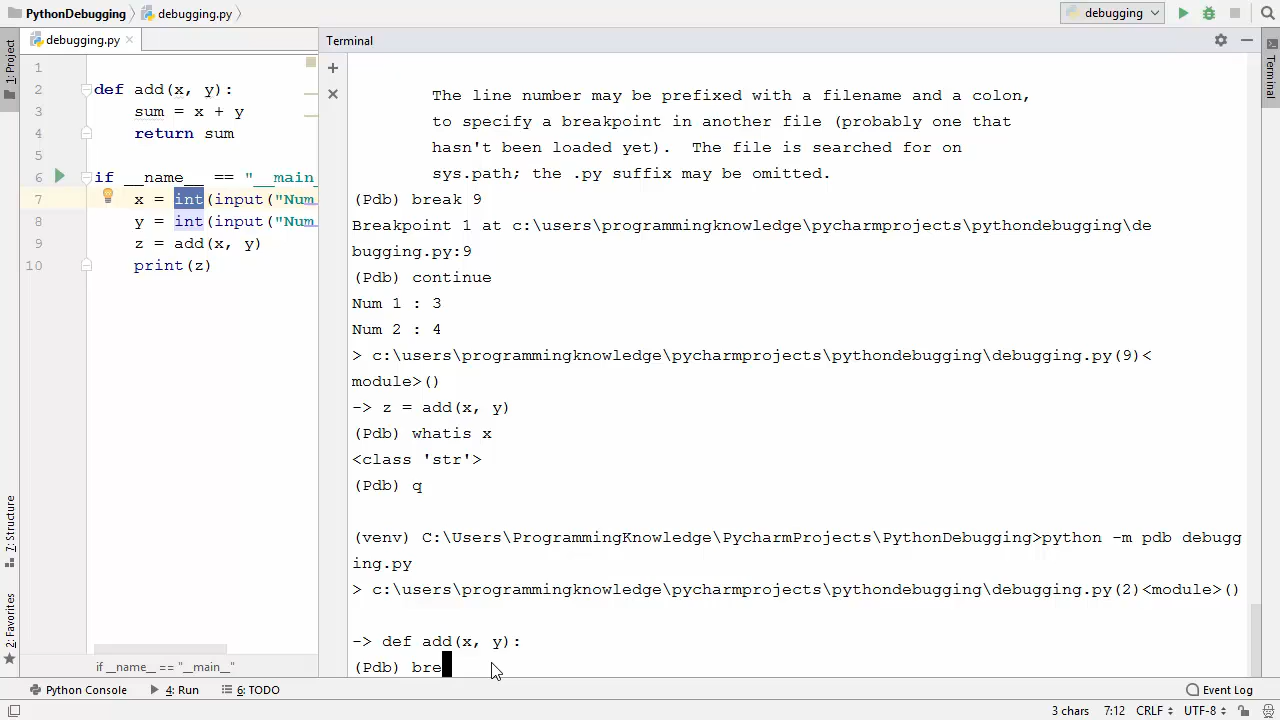 PythonDebugging debugging.py debugging
1: Project
debugging.py ×
Terminal
1
2 def add(x, y):
3 sum = x + y
4 return sum
5
6 if __name__ == "__main_
7 x = int(input("Num
8 y = int(input("Num
9 z = add(x, y)
10 print(z)
The line number may be prefixed with a filename and a colon,
to specify a breakpoint in another file (probably one that
hasn't been loaded yet).  The file is searched for on
sys.path; the .py suffix may be omitted.
(Pdb) break 9
Breakpoint 1 at c:\users\programmingknowledge\pycharmprojects\pythondebugging\de
bugging.py:9
(Pdb) continue
Num 1 : 3
Num 2 : 4
> c:\users\programmingknowledge\pycharmprojects\pythondebugging\debugging.py(9)<
module>()
-> z = add(x, y)
(Pdb) whatis x
<class 'str'>
(Pdb) q
(venv) C:\Users\ProgrammingKnowledge\PycharmProjects\PythonDebugging>python -m pdb debugg
ing.py
> c:\users\programmingknowledge\pycharmprojects\pythondebugging\debugging.py(2)<module>()
-> def add(x, y):
(Pdb) bre
Terminal
7: Structure
2: Favorites
if __name__ == "__main__"
Python Console 4: Run 6: TODO Event Log
3 chars 7:12 CRLF UTF-8